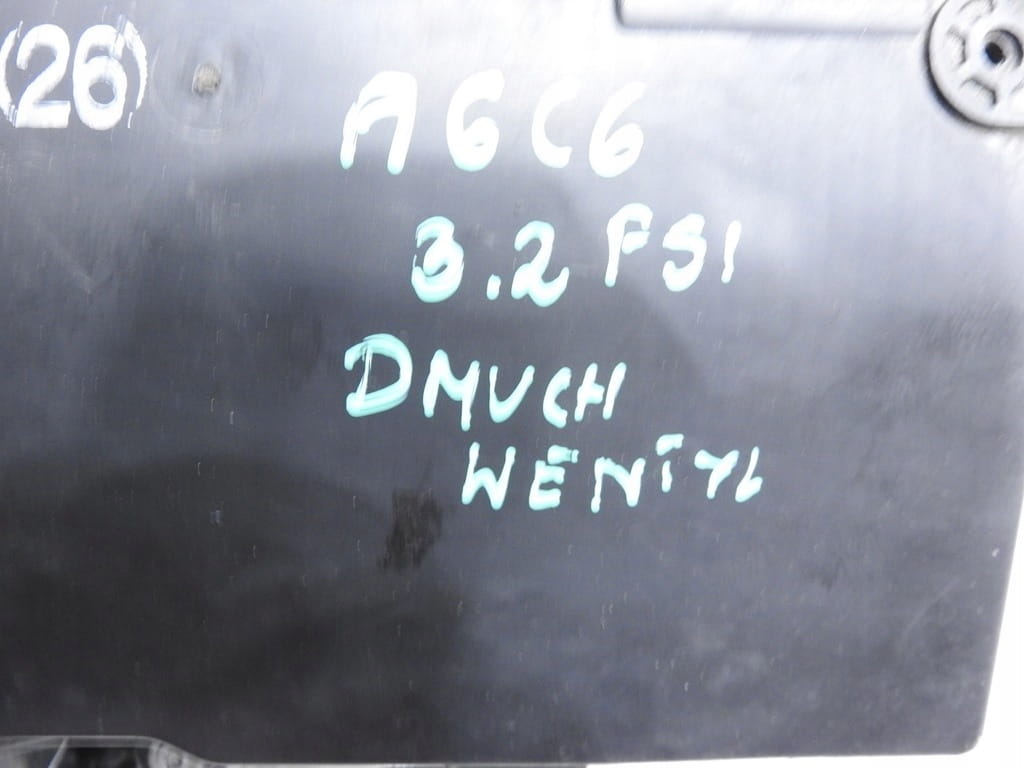 (26)
A6C6
3.2 FSI
DMUCH
WENTYL